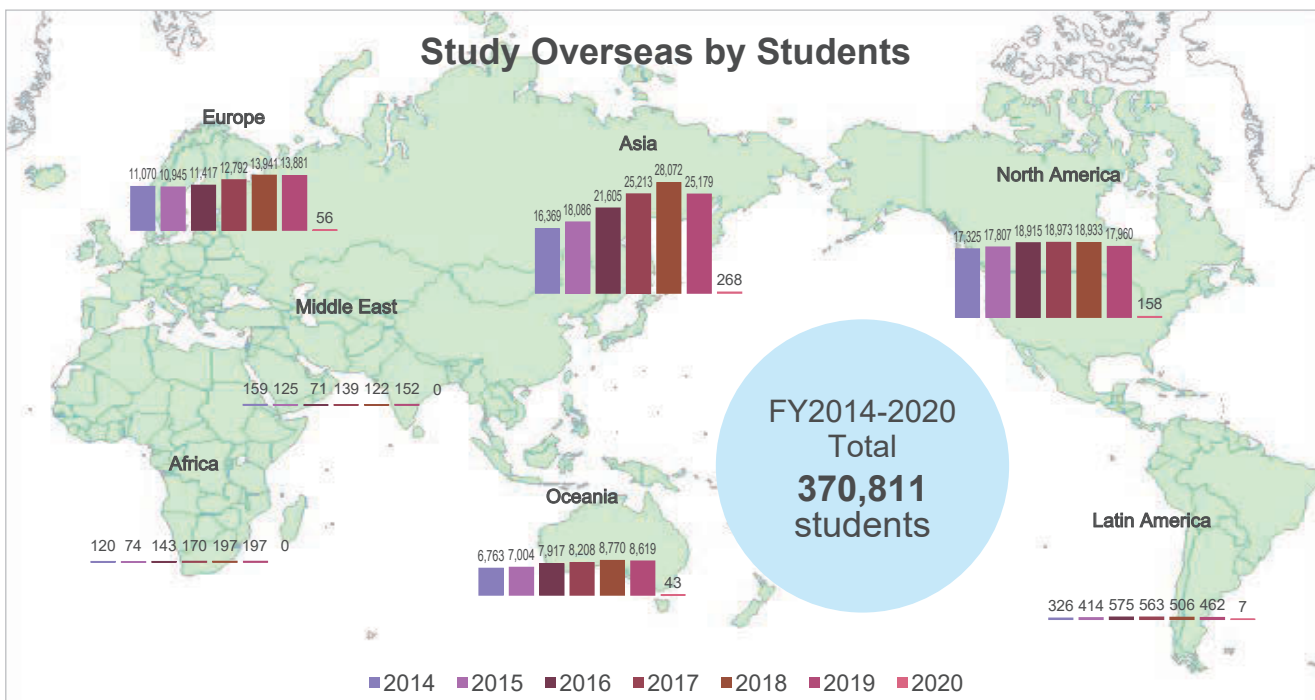 Study Overseas by Students
Europe
11,070 10,945 11,417 12,792 13,941 13,881 56
Asia
16,369 18,086 21,605 25,213 28,072 25,179 268
North America
17,325 17,807 18,915 18,973 18,933 17,960 158
Middle East
159 125 71 139 122 152 0
Africa
120 74 143 170 197 197 0
Oceania
6,763 7,004 7,917 8,208 8,770 8,619 43
FY2014-2020
Total
370,811
students
Latin America
326 414 575 563 506 462 7
2014 2015 2016 2017 2018 2019 2020